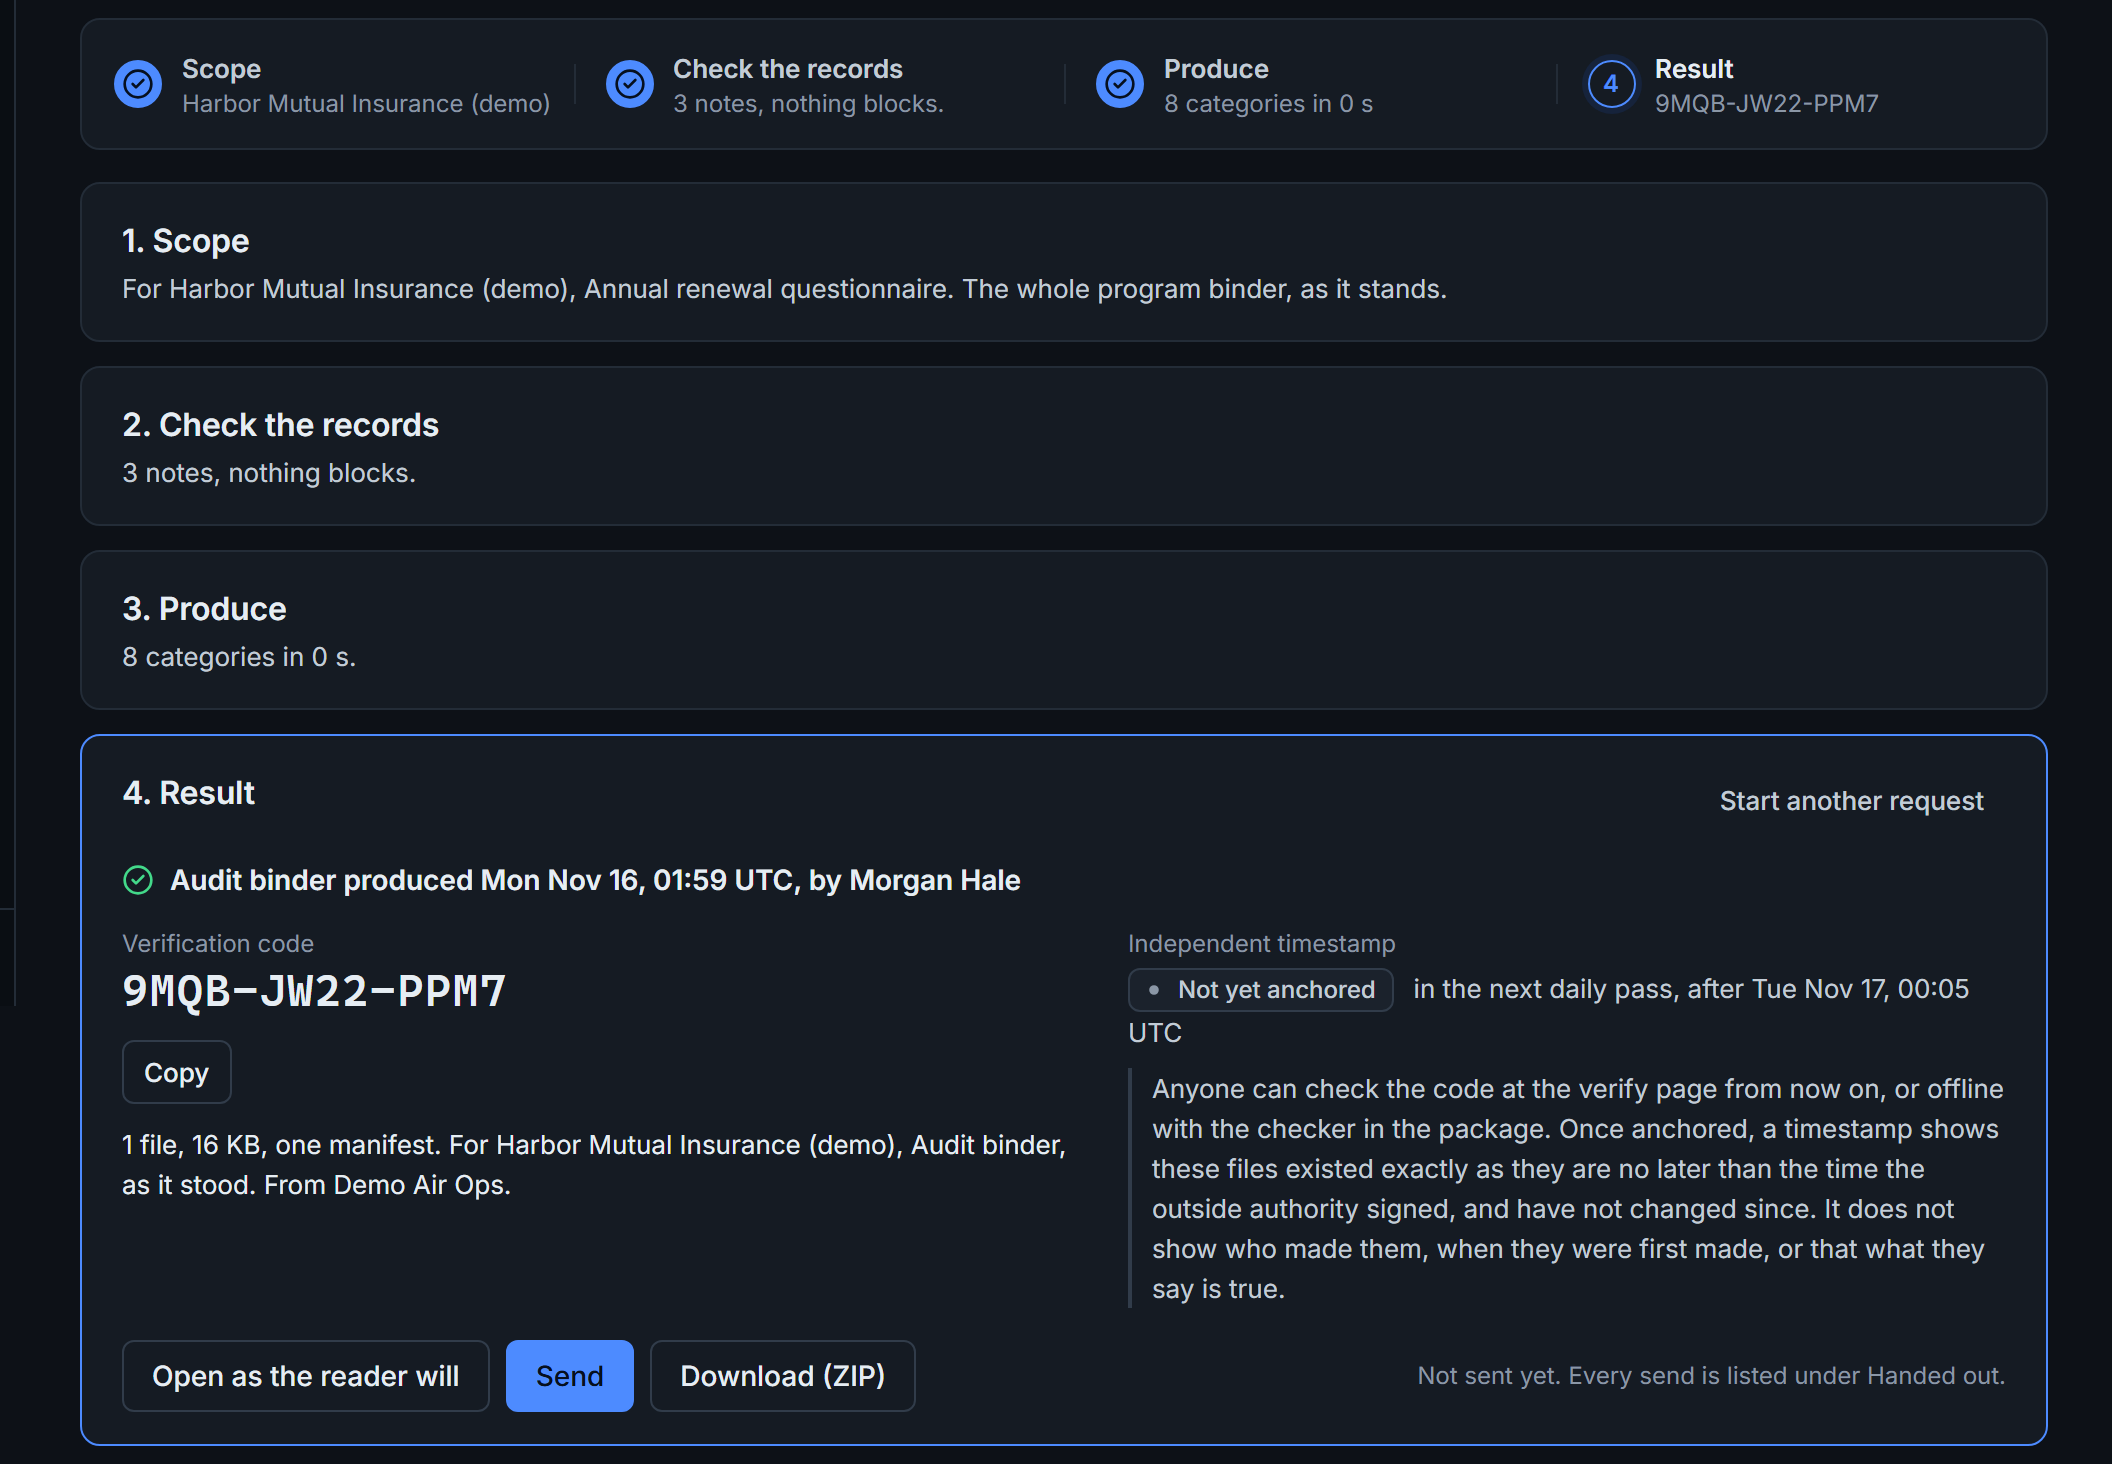 Scope
Harbor Mutual Insurance (demo)
Check the records
3 notes, nothing blocks.
Produce
8 categories in 0 s
4
Result
9MQB-JW22-PPM7
1. Scope
For Harbor Mutual Insurance (demo), Annual renewal questionnaire. The whole program binder, as it stands.
2. Check the records
3 notes, nothing blocks.
3. Produce
8 categories in 0 s.
4. Result
Start another request
Audit binder produced Mon Nov 16, 01:59 UTC, by Morgan Hale
Verification code
9MQB-JW22-PPM7
Copy
1 file, 16 KB, one manifest. For Harbor Mutual Insurance (demo), Audit binder,
as it stood. From Demo Air Ops.
Independent timestamp
Not yet anchored in the next daily pass, after Tue Nov 17, 00:05
UTC
Anyone can check the code at the verify page from now on, or offline
with the checker in the package. Once anchored, a timestamp shows
these files existed exactly as they are no later than the time the
outside authority signed, and have not changed since. It does not
show who made them, when they were first made, or that what they
say is true.
Open as the reader will
Send
Download (ZIP)
Not sent yet. Every send is listed under Handed out.